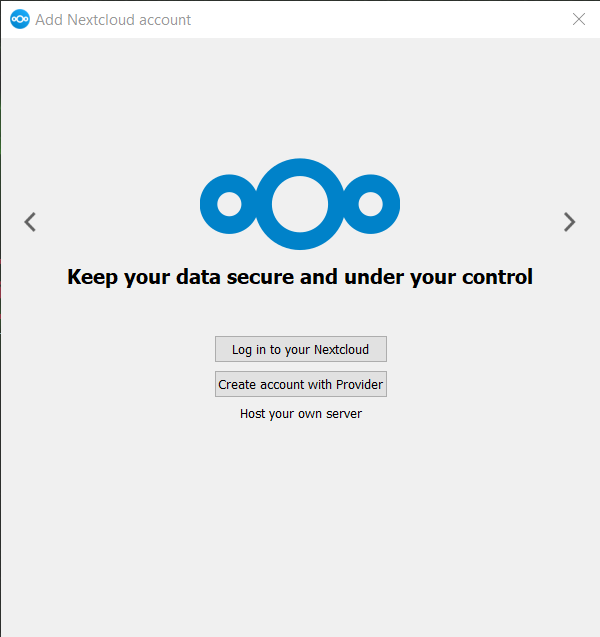 Add Nextcloud account
Keep your data secure and under your control
Log in to your Nextcloud
Create account with Provider
Host your own server